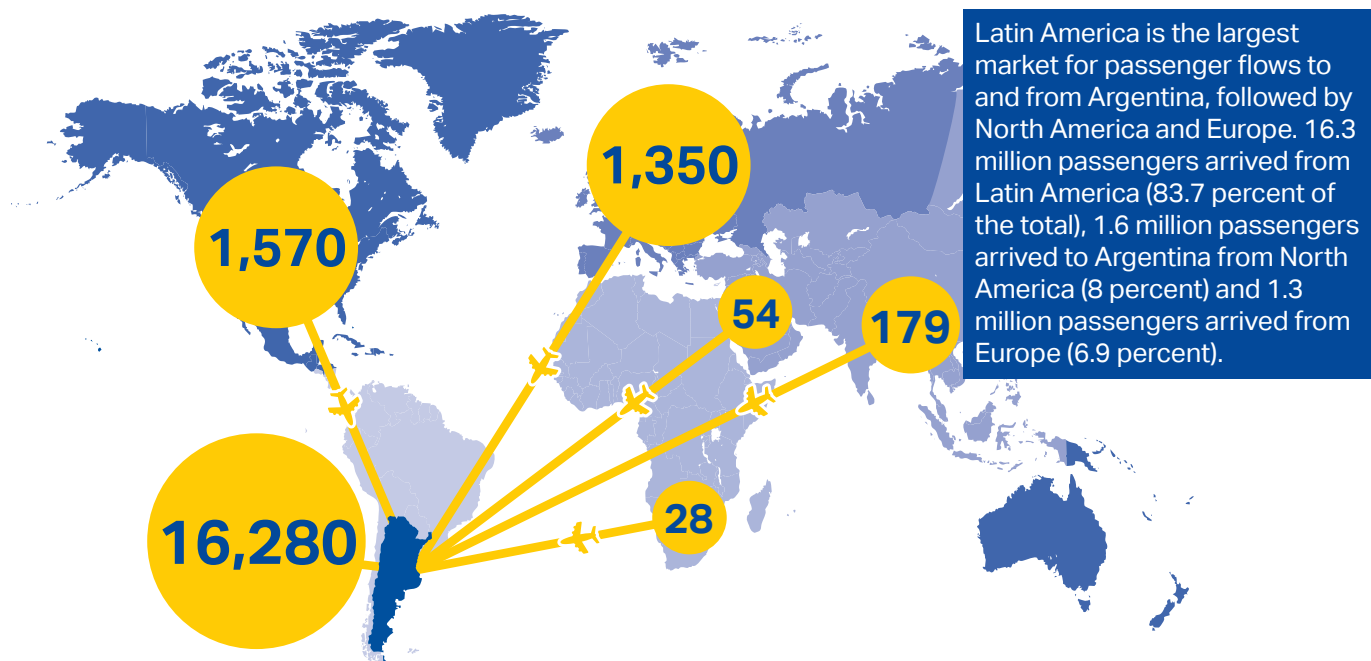 Latin America is the largest
market for passenger flows to
and from Argentina, followed by
North America and Europe. 16.3
million passengers arrived from
Latin America (83.7 percent of
the total), 1.6 million passengers
arrived to Argentina from North
America (8 percent) and 1.3
million passengers arrived from
Europe (6.9 percent).
1,350
1,570
54
179
28
16,280